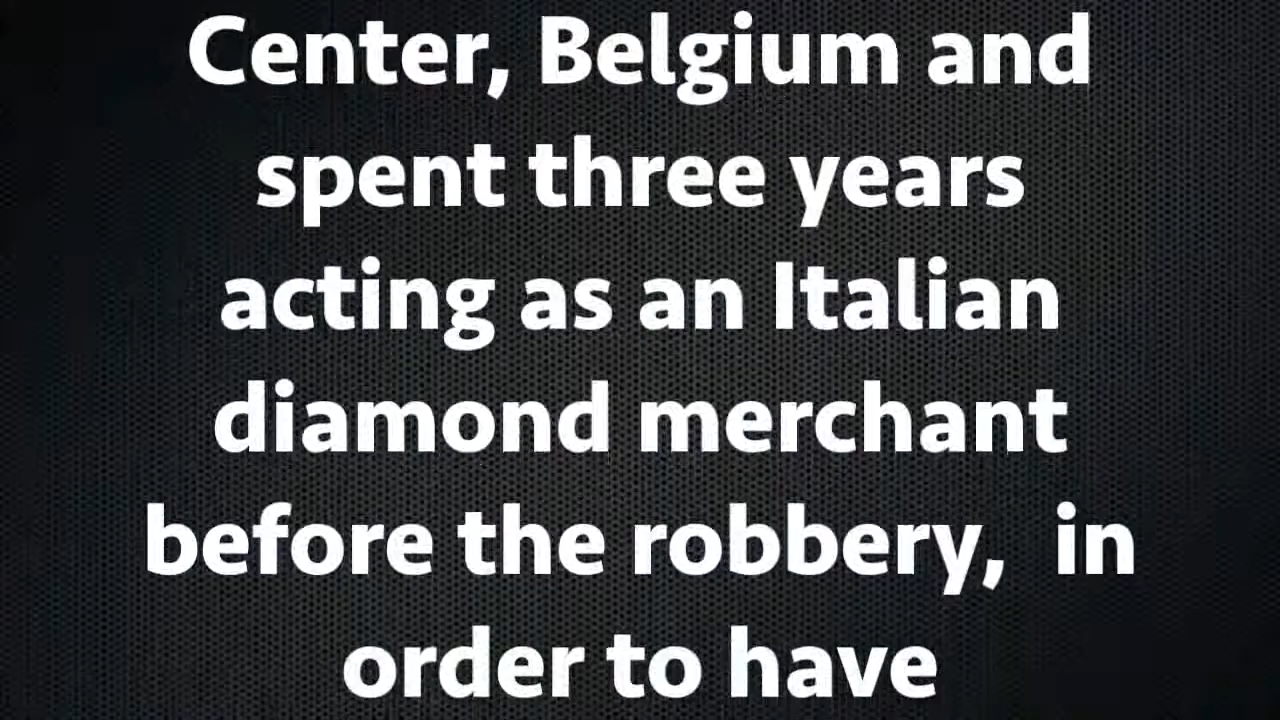 Center, Belgium and
spent three years
acting as an Italian
diamond merchant
before the robbery,  in
order to have